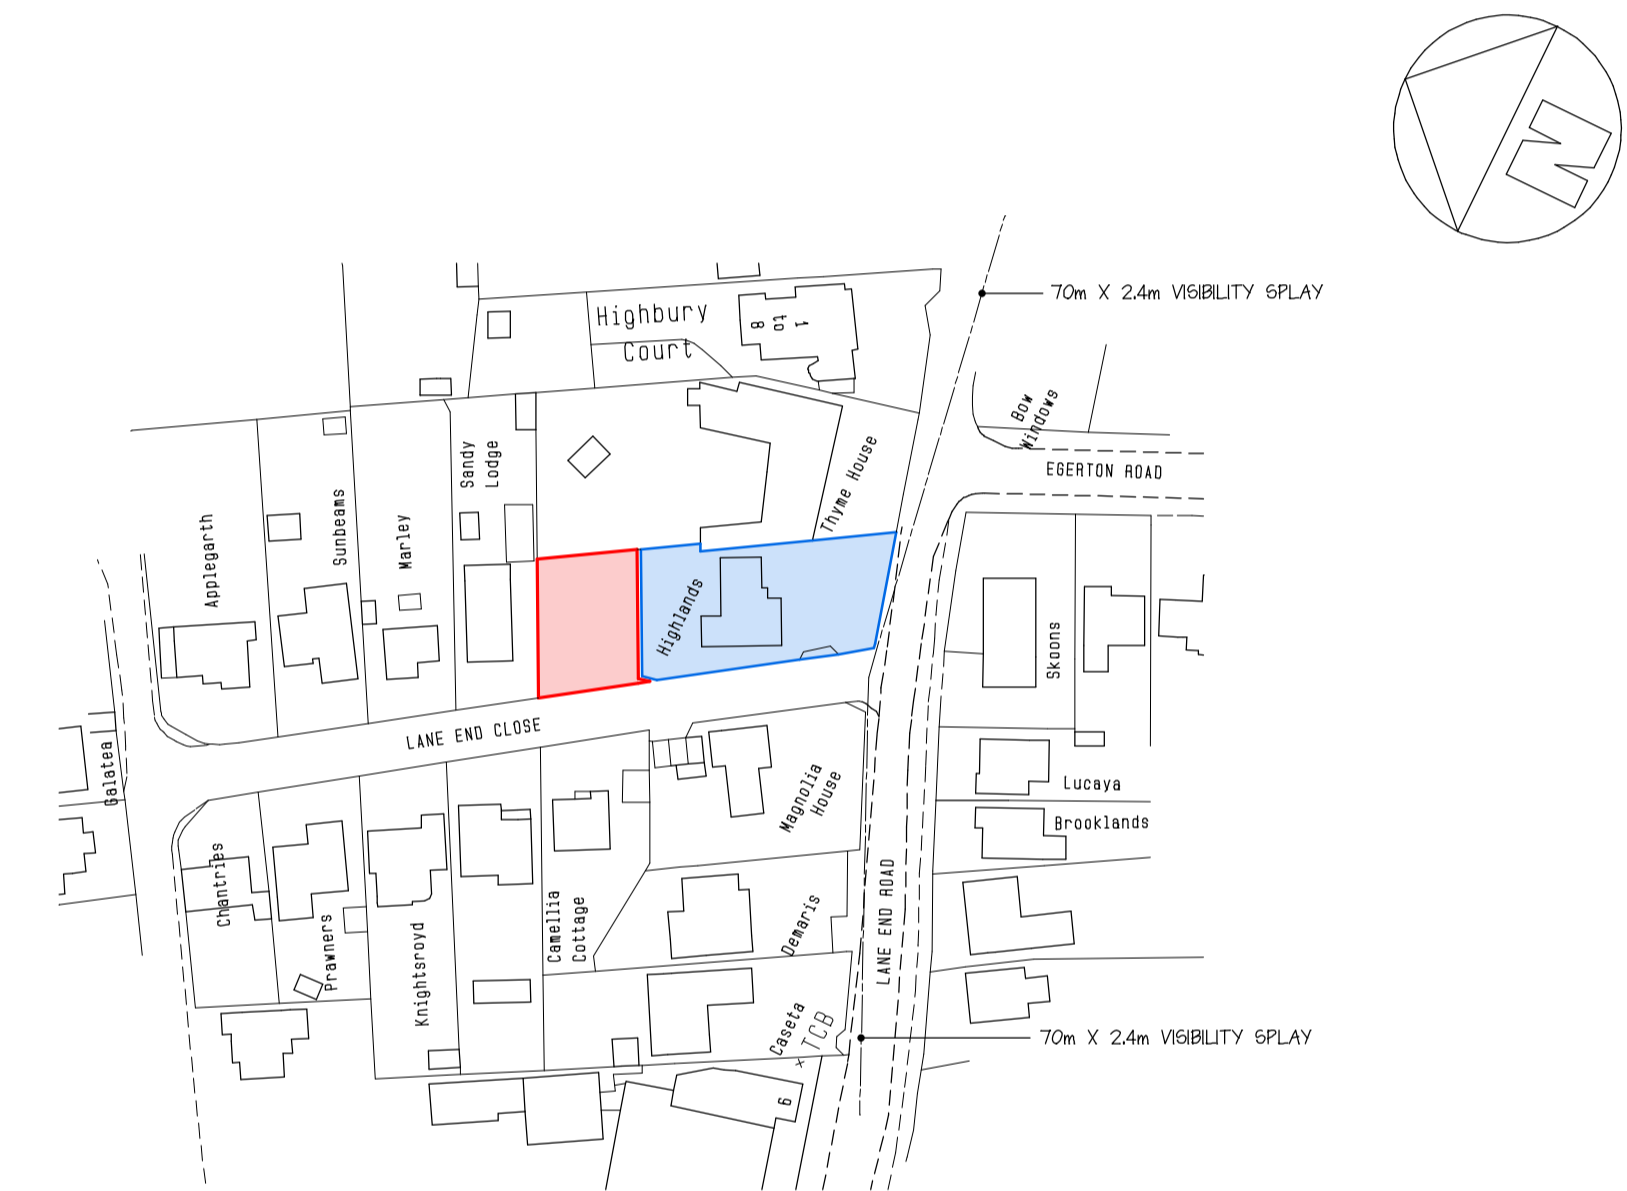 N
70m X 2.4m VISIBILITY SPLAY
Highbury
Court
1
to
8
Bow
Windows
EGERTON ROAD
Sandy
Lodge
Thyme House
Sunbeams
Applegarth
Marley
Highlands
Skoons
LANE END CLOSE
Galatea
Magnolia
House
Lucaya
Brooklands
Chantries
Prawners
Knightsroyd
Camellia
Cottage
Demaris
LANE END ROAD
Caseta
x TCB
70m X 2.4m VISIBILITY SPLAY
6